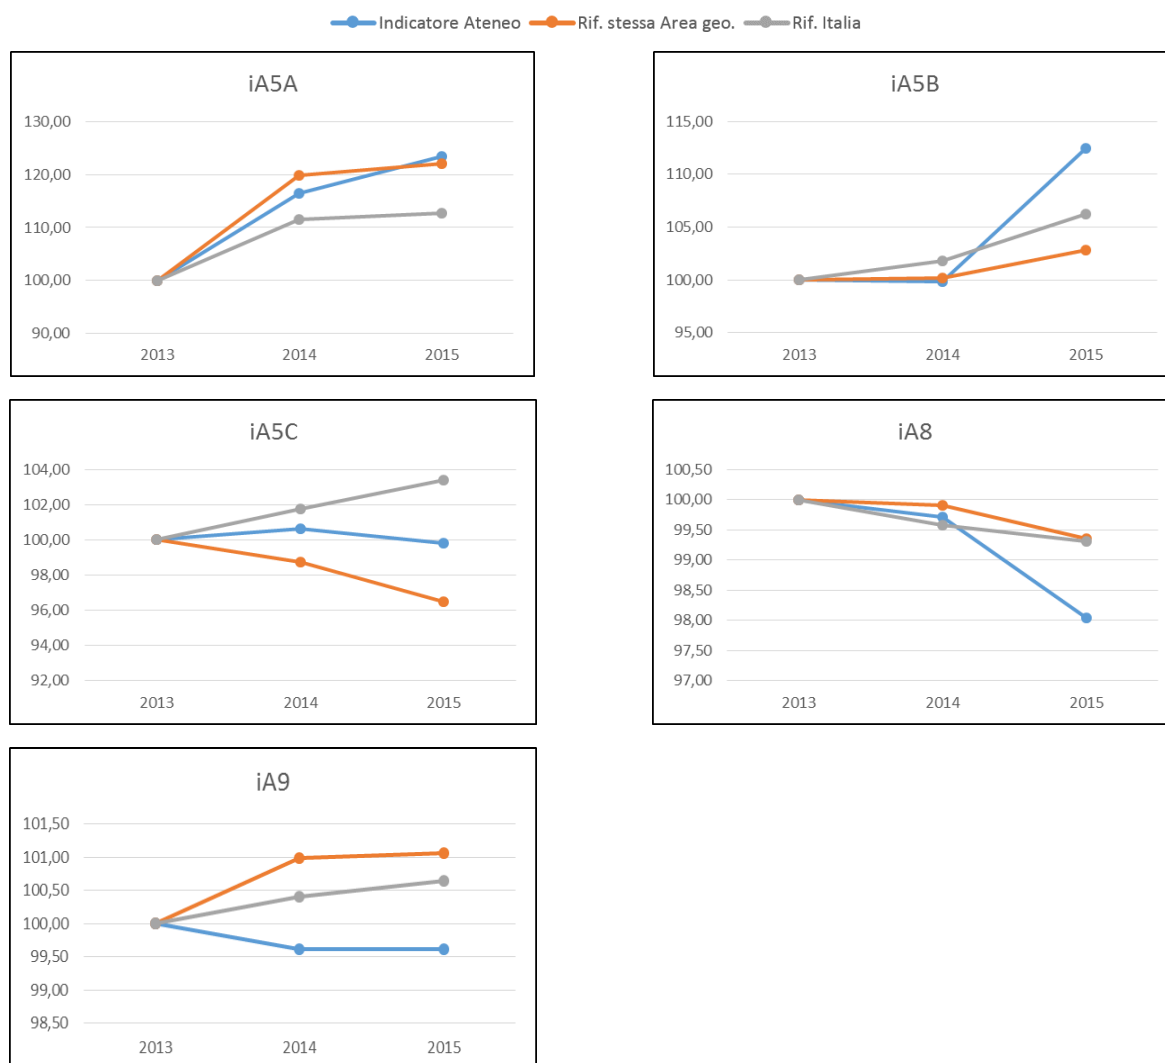 Indicatore Ateneo Rif. stessa Area geo. Rif. Italia
iA5A
130,00
120,00
110,00
100,00
90,00
2013 2014 2015
iA5B
115,00
110,00
105,00
100,00
95,00
2013 2014 2015
iA5C
104,00
102,00
100,00
98,00
96,00
94,00
92,00
2013 2014 2015
iA8
100,50
100,00
99,50
99,00
98,50
98,00
97,50
97,00
2013 2014 2015
iA9
101,50
101,00
100,50
100,00
99,50
99,00
98,50
2013 2014 2015